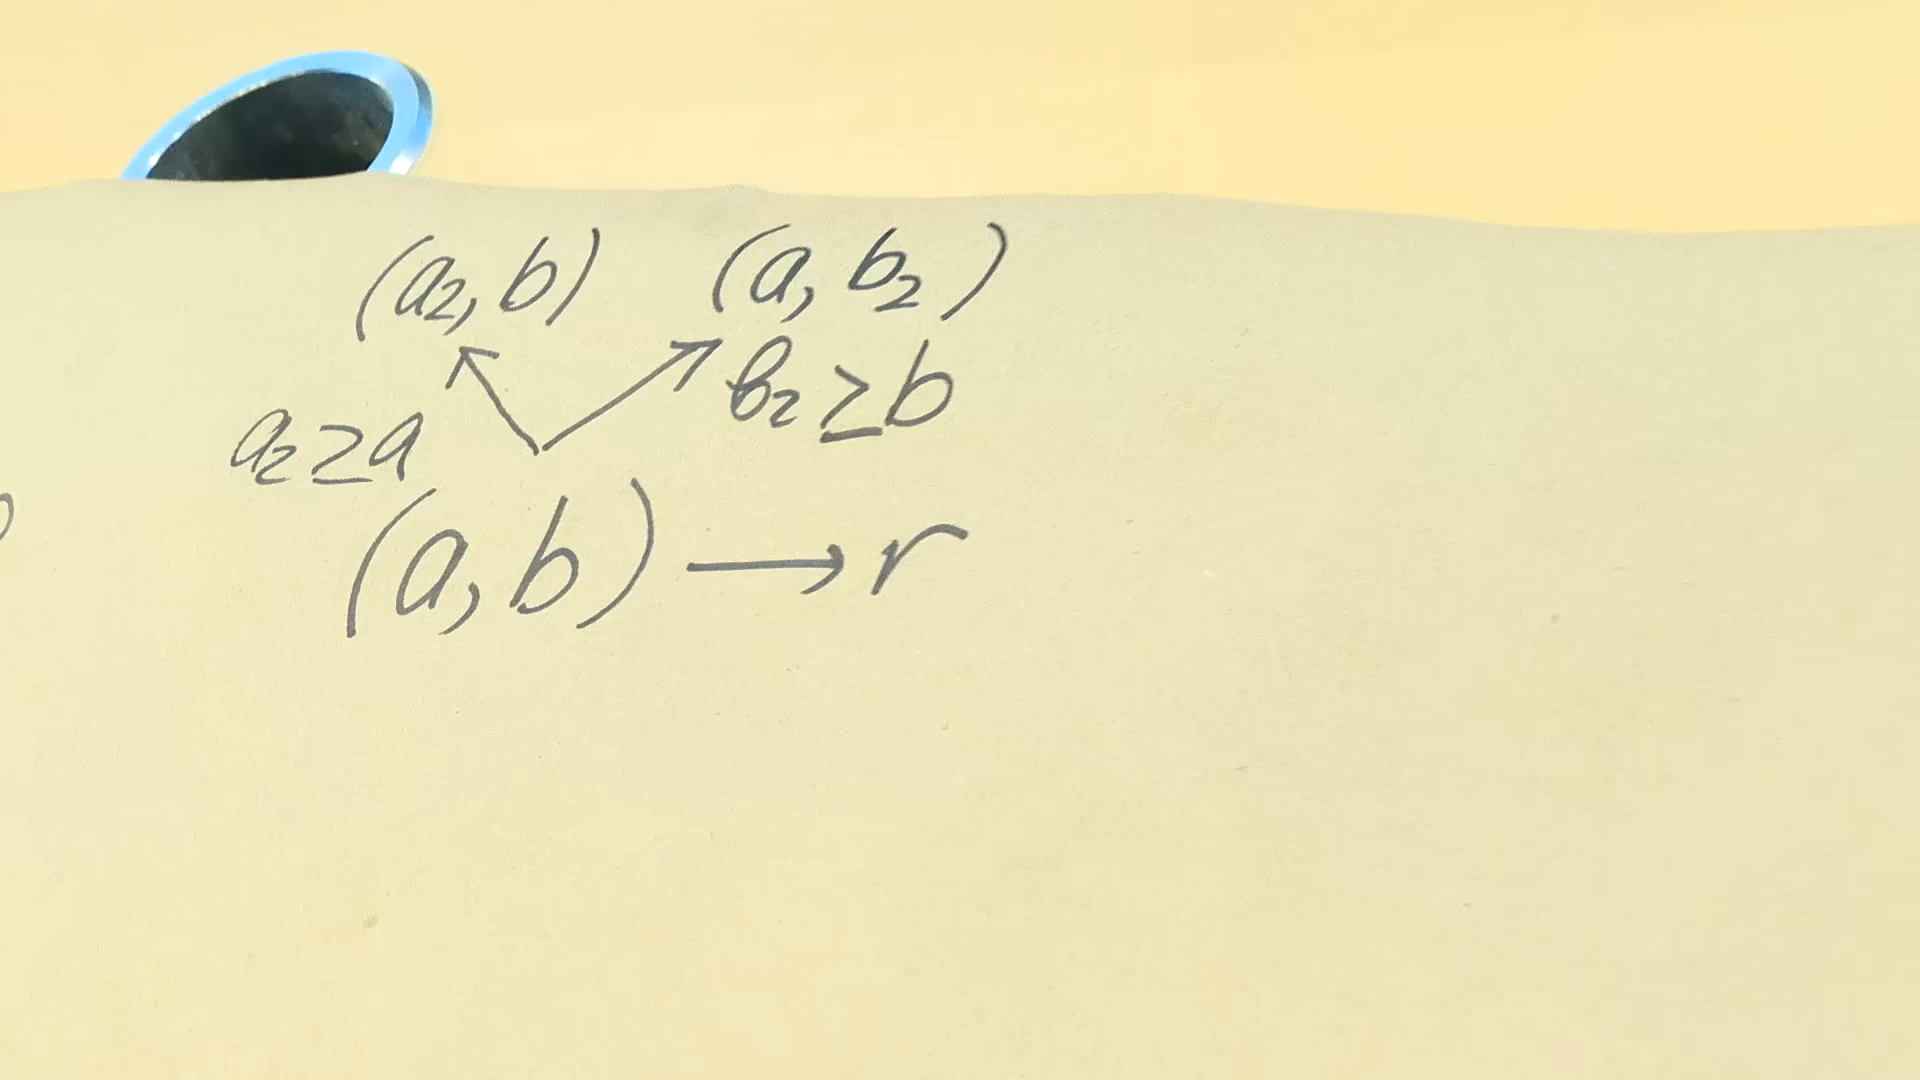 (a₂, b) (a, b₂)
a₂ ≥ a b₂ ≥ b
(a, b) → r